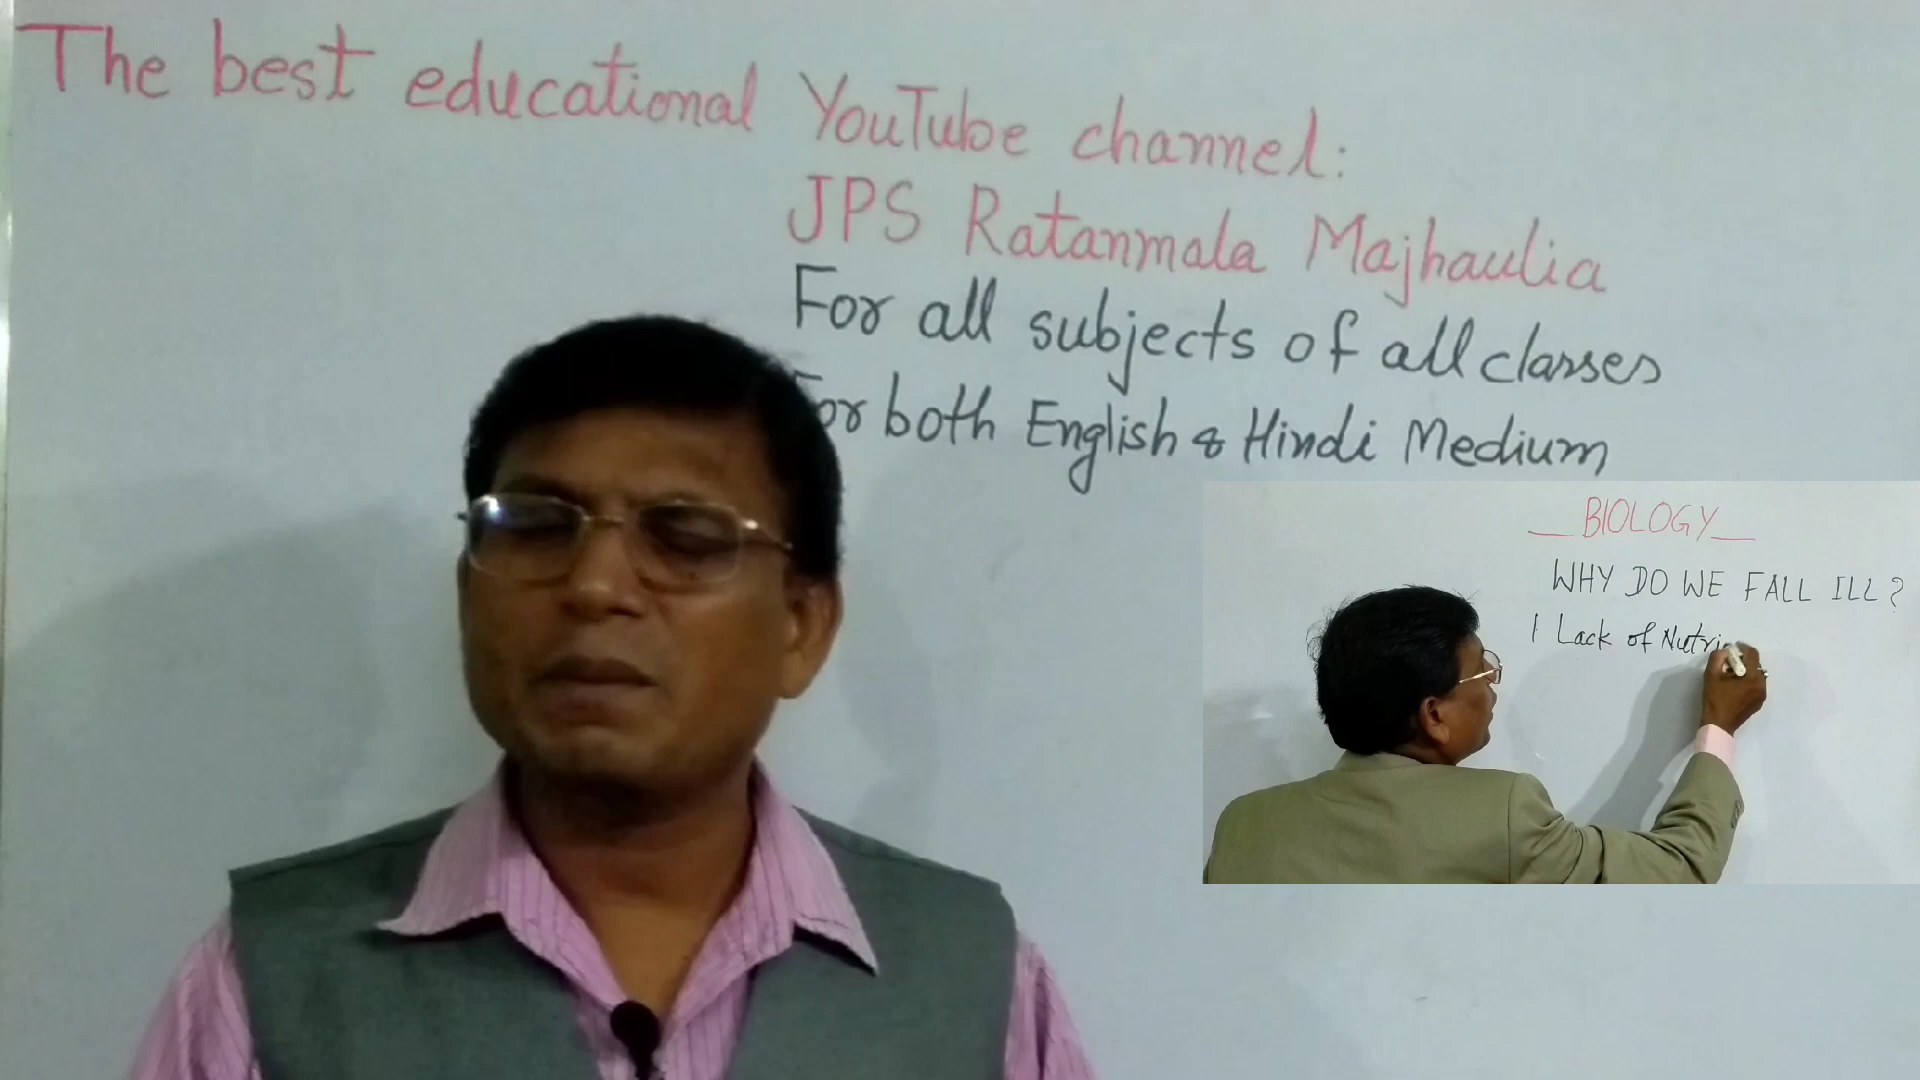 The best educational YouTube channel:
JPS Ratanmala Majhaulia
For all subjects of all classes
For both English & Hindi Medium
BIOLOGY
WHY DO WE FALL ILL?
1 Lack of Nutri